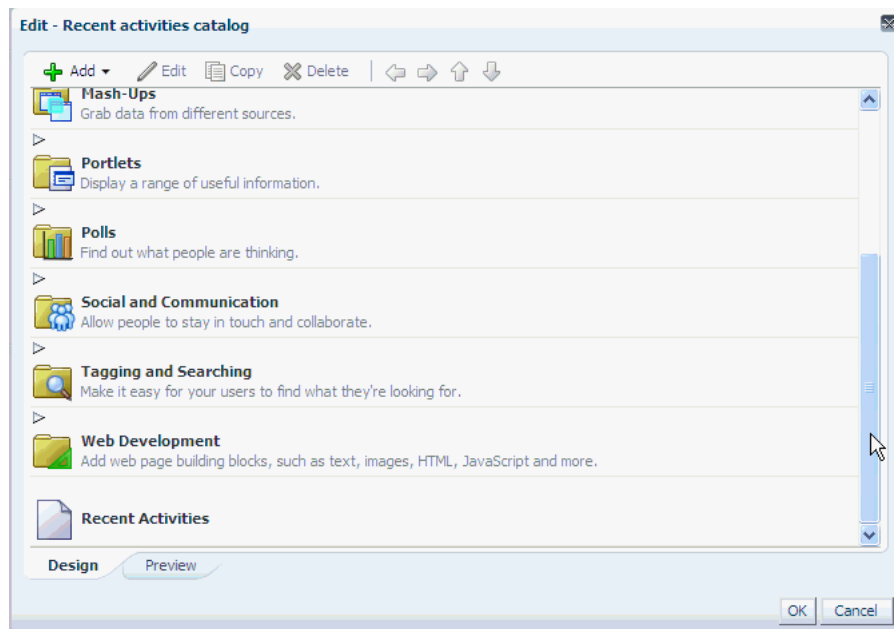 Edit - Recent activities catalog
Add Edit Copy Delete
Mash-Ups
Grab data from different sources.
Portlets
Display a range of useful information.
Polls
Find out what people are thinking.
Social and Communication
Allow people to stay in touch and collaborate.
Tagging and Searching
Make it easy for your users to find what they're looking for.
Web Development
Add web page building blocks, such as text, images, HTML, JavaScript and more.
Recent Activities
Design Preview
OK Cancel